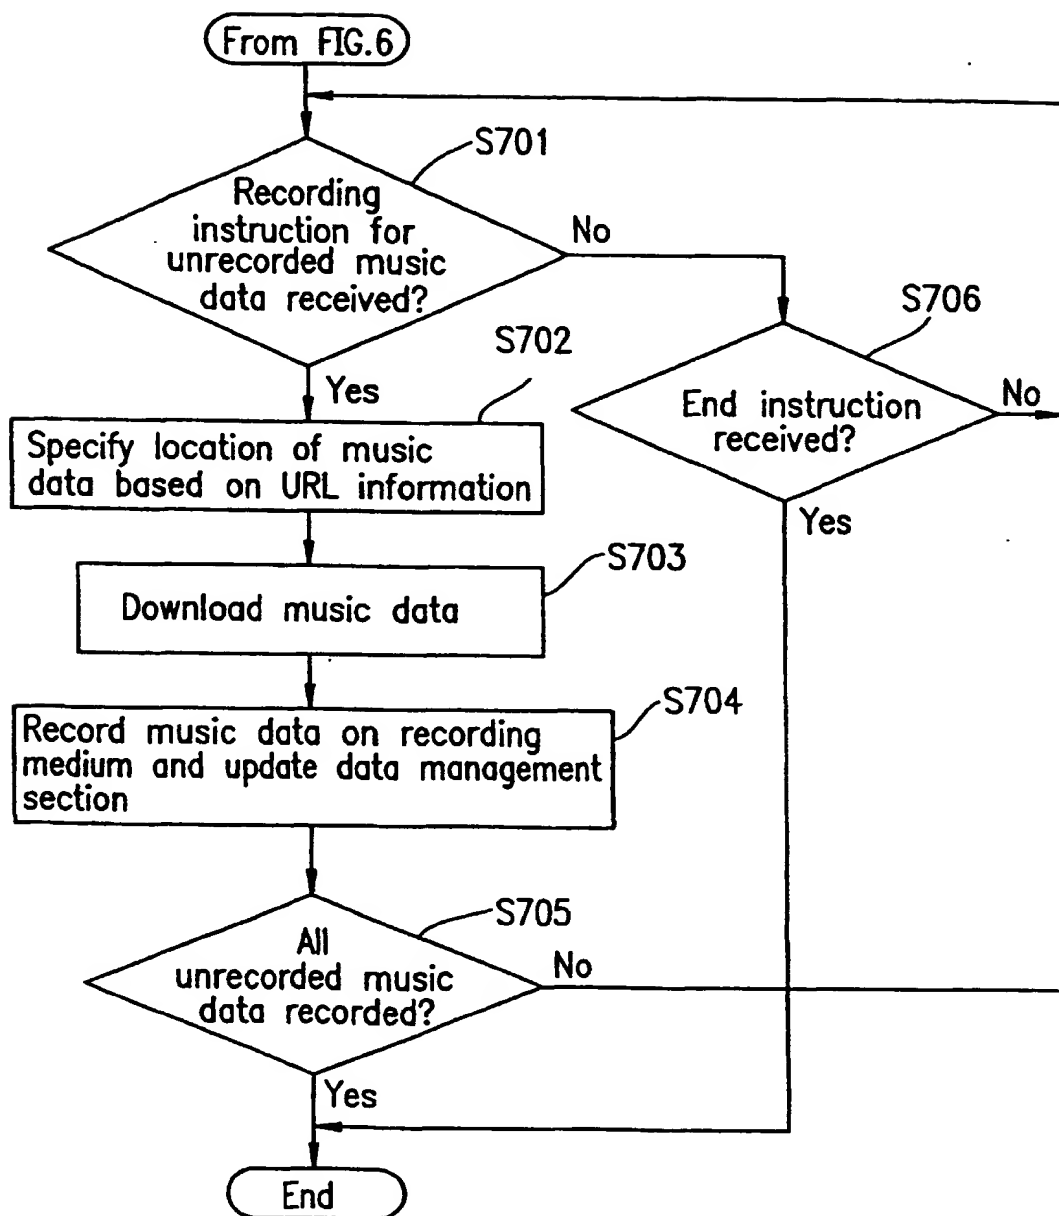 From FIG.6
S701
Recording
instruction for
unrecorded music
data received?
No
S706
S702
Yes
End instruction
received?
No
Specify location of music
data based on URL information
Yes
S703
Download music data
S704
Record music data on recording
medium and update data management
section
S705
All
unrecorded music
data recorded?
No
Yes
End